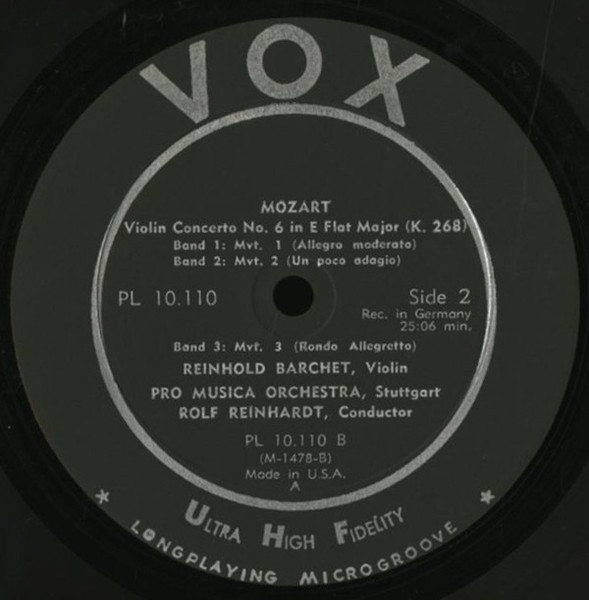 VOX
MOZART
Violin Concerto No. 6 in E Flat Major (K. 268)
Band 1: Mvt. 1 (Allegro moderato)
Band 2: Mvt. 2 (Un poco adagio)
PL 10.110
Side 2
Rec. in Germany
25:06 min.
Band 3: Mvt. 3 (Rondo Allegretto)
REINHOLD BARCHET, Violin
PRO MUSICA ORCHESTRA, Stuttgart
ROLF REINHARDT, Conductor
PL 10.110 B
(M-1478-B)
Made in U.S.A.
A
ULTRA HIGH FIDELITY
* LONGPLAYING MICROGROOVE *